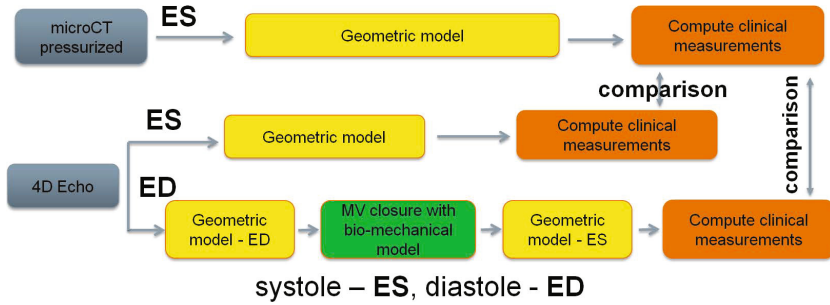 microCT
pressurized
ES
Geometric model
Compute clinical
measurements
comparison
comparison
4D Echo
ES
Geometric model
Compute clinical
measurements
ED
Geometric
model - ED
MV closure with
bio-mechanical
model
Geometric
model - ES
Compute clinical
measurements
systole – ES, diastole - ED